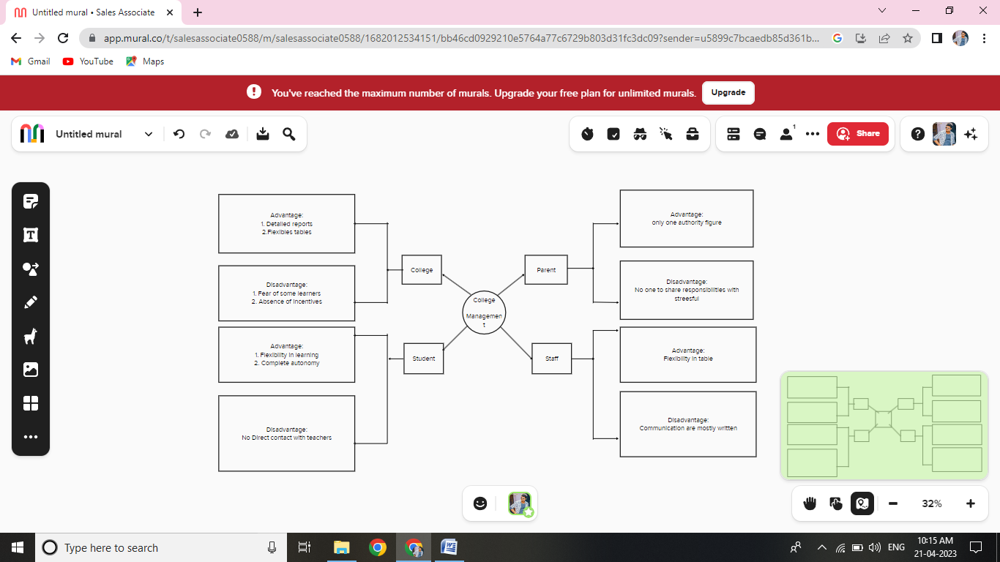 Untitled mural • Sales Associate
app.mural.co/t/salesassociate0588/m/salesassociate0588/1682012534151/bb46cd0929210e5764a77c6729b803d31fc3dc09?sender=u5899c7bcaedb85d361b...
Gmail
YouTube
Maps
You've reached the maximum number of murals. Upgrade your free plan for unlimited murals.
Upgrade
Untitled mural
1
Share
Advantage:
1. Detailed reports
2.Flexibles tables
Disadvantage:
1. Fear of some learners
2. Absence of incentives
Advantage:
1. Flexibility in learning
2. Complete autonomy
Disadvantage:
No Direct contact with teachers
College
Student
College
Managemen
t
Parent
Staff
Advantage:
only one authority figure
Disadvantage:
No one to share responsibilities with
streesful
Advantage:
Flexibility in table
Disadvantage:
Communication are mostly written
32%
Type here to search
ENG
10:15 AM
21-04-2023